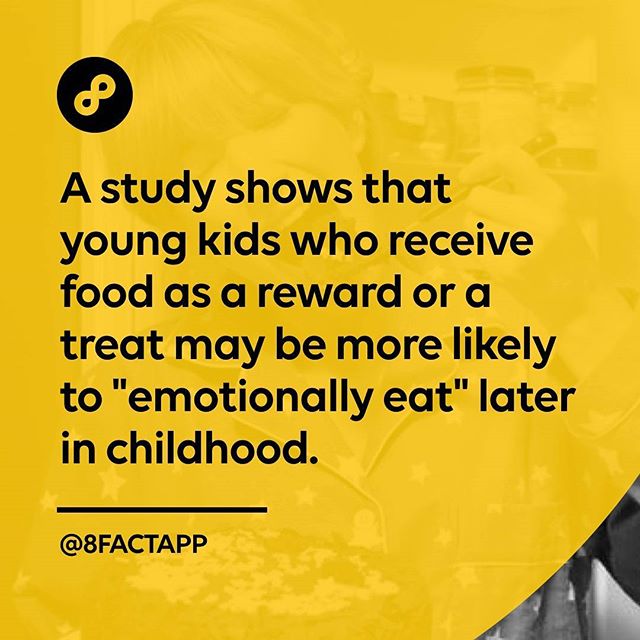 A study shows that
young kids who receive
food as a reward or a
treat may be more likely
to "emotionally eat" later
in childhood.
@8FACTAPP